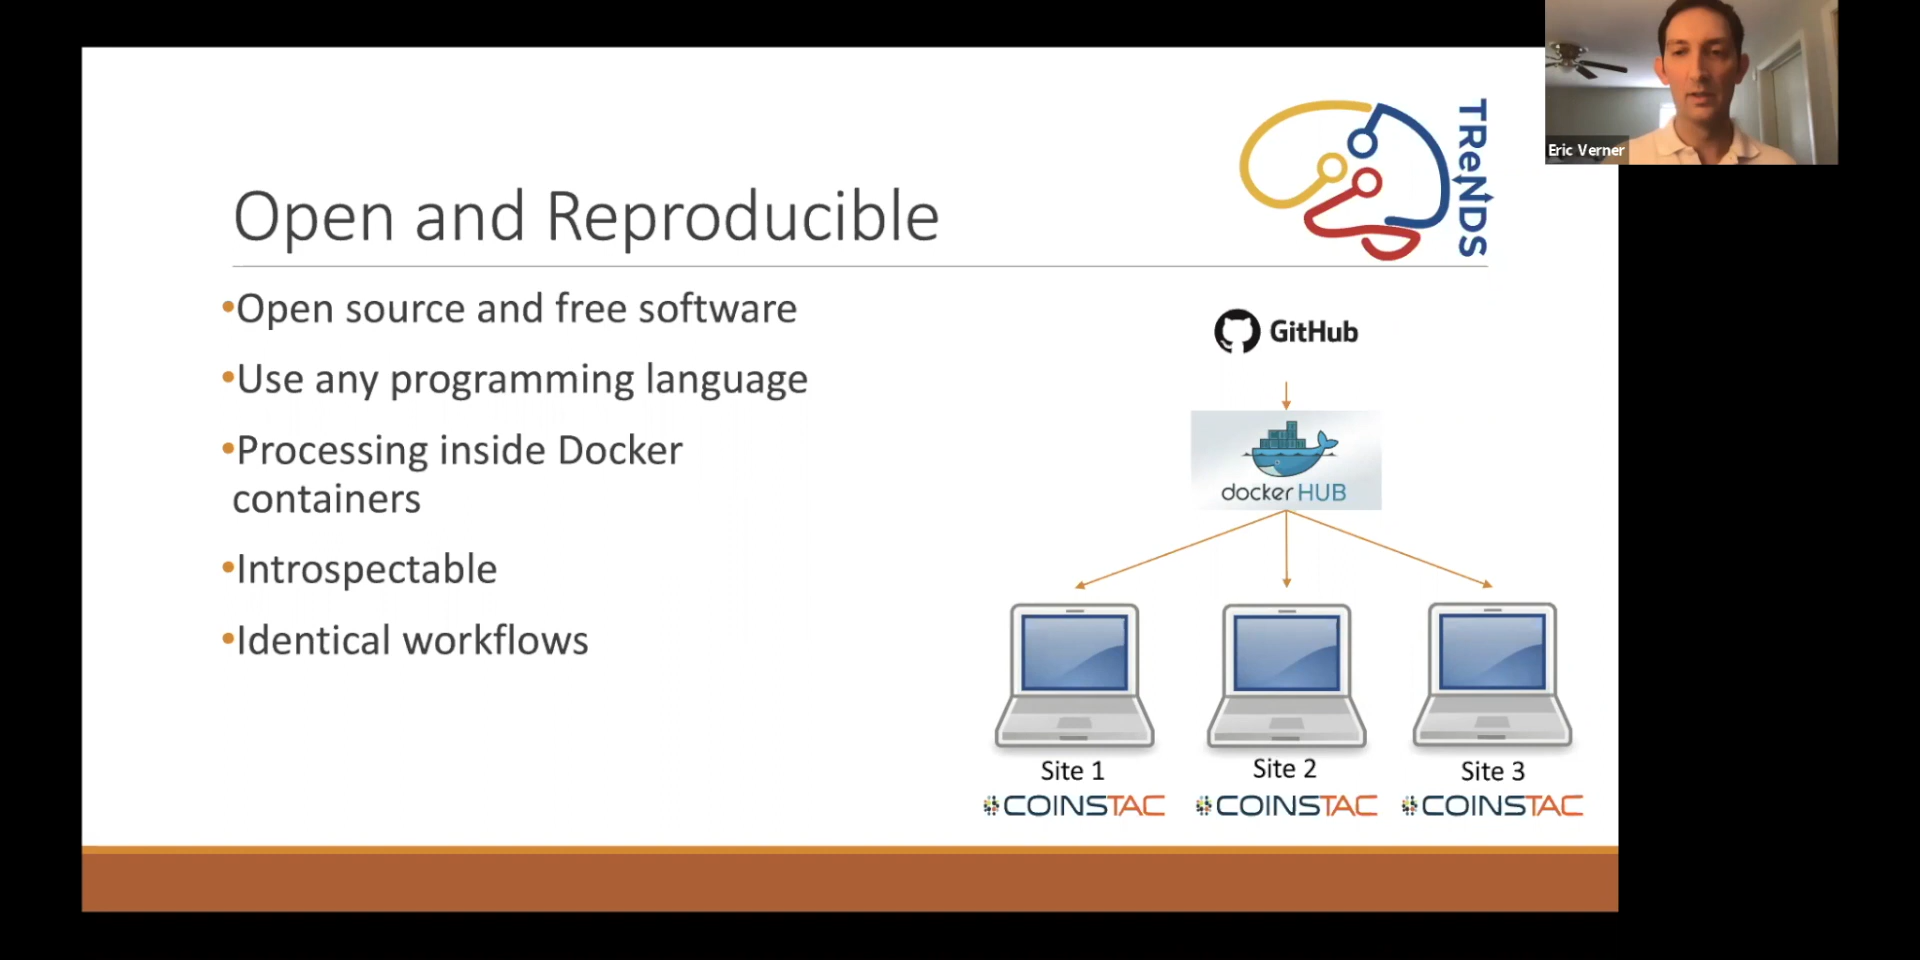 TReNDS
Eric Verner
Open and Reproducible
•Open source and free software
•Use any programming language
•Processing inside Docker
containers
•Introspectable
•Identical workflows
GitHub
docker HUB
Site 1
Site 2
Site 3
COINSTAC
COINSTAC
COINSTAC